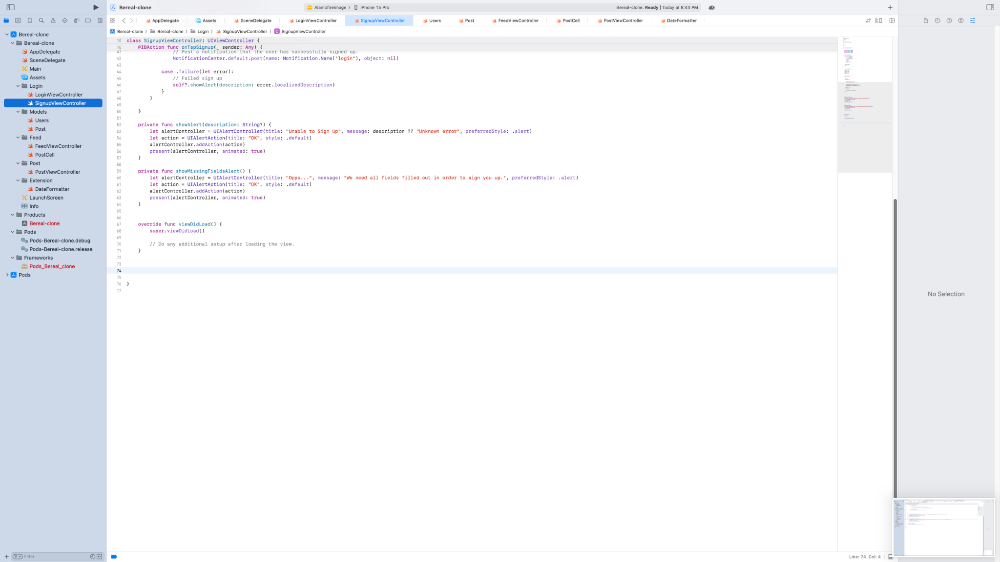 Bereal-clone
AlamofireImage 〉 iPhone 15 Pro
Bereal-clone: Ready | Today at 8:44 PM
AppDelegate
Assets
SceneDelegate
LoginViewController
SignupViewController
Users
Post
FeedViewController
PostCell
PostViewController
DateFormatter
Bereal-clone 〉 Bereal-clone 〉 Login 〉 SignupViewController 〉 C SignupViewController
Bereal-clone
Bereal-clone
AppDelegate
SceneDelegate
Main
Assets
Login
LoginViewController
SignupViewController
Models
Users
Post
Feed
FeedViewController
PostCell
Post
PostViewController
Extension
DateFormatter
LaunchScreen
Info
Products
Bereal-clone
Pods
Pods-Bereal-clone.debug
Pods-Bereal-clone.release
Frameworks
Pods_Bereal_clone
Pods
Filter
10 class SignupViewController: UIViewController {
16 @IBAction func onTapSignup(_ sender: Any) {
41 // Post a notification that the user has successfully signed up.
42 NotificationCenter.default.post(name: Notification.Name("login"), object: nil)
43
44 case .failure(let error):
45 // Failed sign up
46 self?.showAlert(description: error.localizedDescription)
47 }
48 }
49
50 }
51
52 private func showAlert(description: String?) {
53 let alertController = UIAlertController(title: "Unable to Sign Up", message: description ?? "Unknown error", preferredStyle: .alert)
54 let action = UIAlertAction(title: "OK", style: .default)
55 alertController.addAction(action)
56 present(alertController, animated: true)
57 }
58
59 private func showMissingFieldsAlert() {
60 let alertController = UIAlertController(title: "Opps...", message: "We need all fields filled out in order to sign you up.", preferredStyle: .alert)
61 let action = UIAlertAction(title: "OK", style: .default)
62 alertController.addAction(action)
63 present(alertController, animated: true)
64 }
65
66
67 override func viewDidLoad() {
68 super.viewDidLoad()
69
70 // Do any additional setup after loading the view.
71 }
72
73
74
75
76 }
77
No Selection
Line: 74 Col: 4